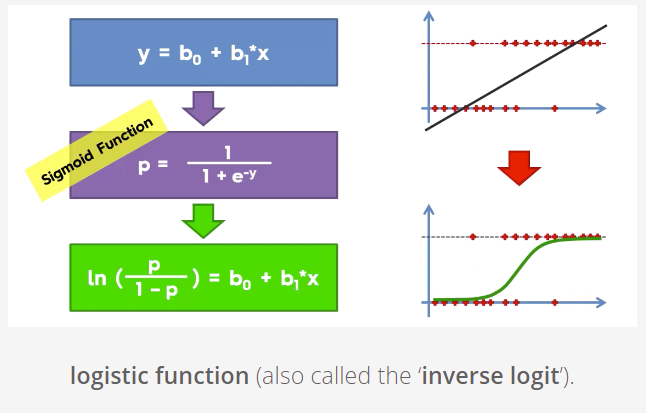 y = b₀ + b₁*x
Sigmoid Function
p = 1 / 1 + e⁻ʸ
ln ( p / 1 - p ) = b₀ + b₁*x
logistic function (also called the ‘inverse logit’).